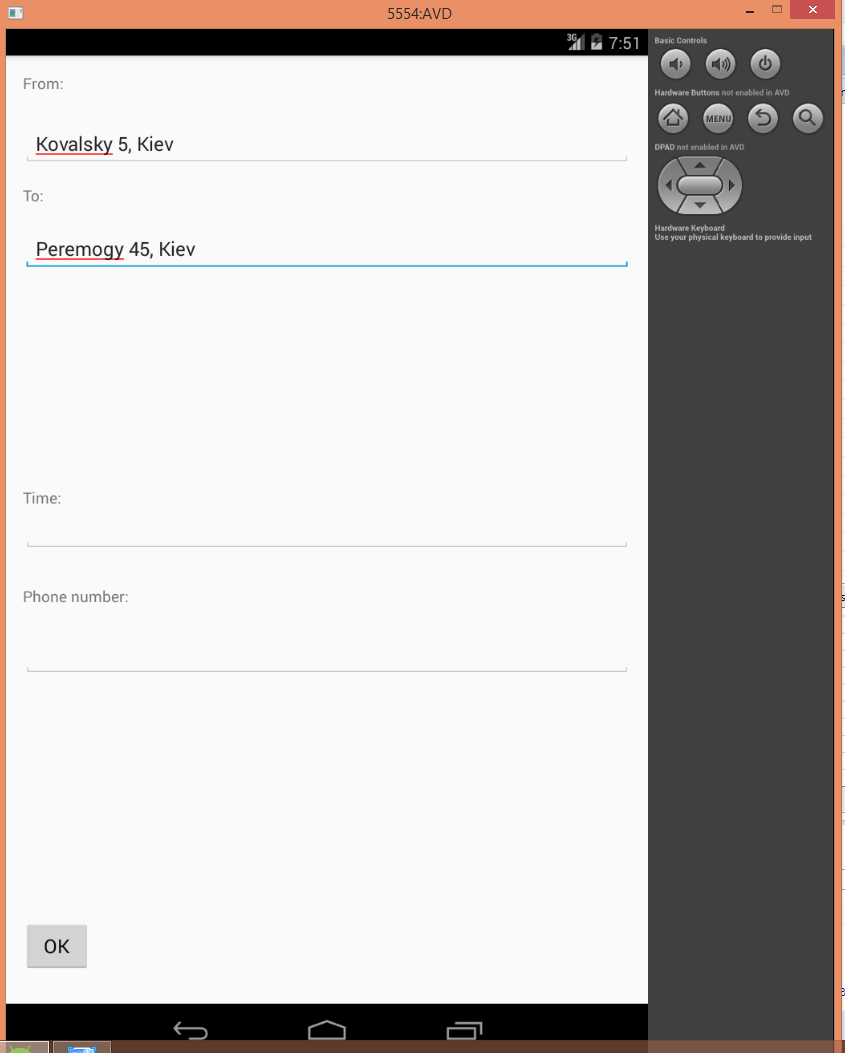 5554:AVD
3G 7:51
From:
Kovalsky 5, Kiev
To:
Peremogy 45, Kiev
Time:
Phone number:
OK
Basic Controls
Hardware Buttons not enabled in AVD
MENU
DPAD not enabled in AVD
Hardware Keyboard
Use your physical keyboard to provide input